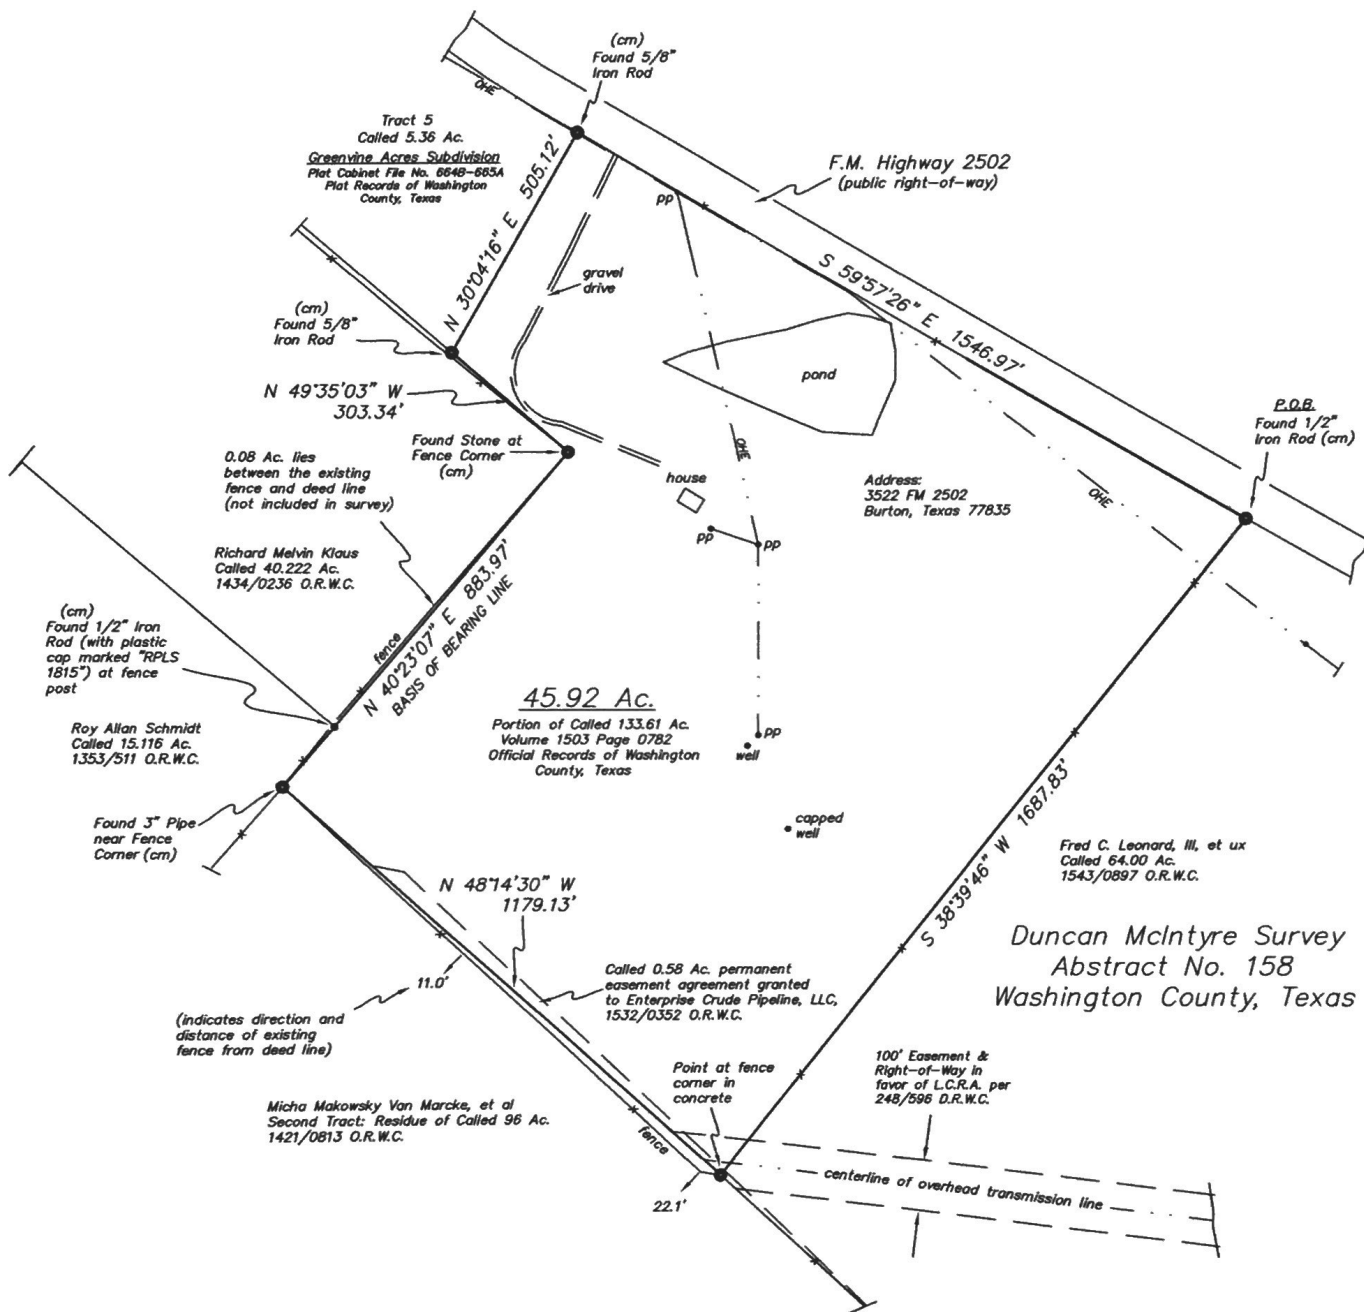 (cm)
Found 5/8"
Iron Rod
OHE
Tract 5
Called 5.36 Ac.
Greenvine Acres Subdivision
Plat Cabinet File No. 664B-665A
Plat Records of Washington
County, Texas
N 30°04'16" E 505.12'
F.M. Highway 2502
(public right-of-way)
pp
gravel
drive
S 59°57'26" E 1546.97'
(cm)
Found 5/8"
Iron Rod
pond
N 49°35'03" W
303.34'
P.O.B.
Found 1/2"
Iron Rod (cm)
Found Stone at
Fence Corner
(cm)
OHE
0.08 Ac. lies
between the existing
fence and deed line
(not included in survey)
house
Address:
3522 FM 2502
Burton, Texas 77835
OHE
pp
pp
Richard Melvin Klaus
Called 40.222 Ac.
1434/0236 O.R.W.C.
fence
N 40°23'07" E 883.97'
BASIS OF BEARING LINE
(cm)
Found 1/2" Iron
Rod (with plastic
cap marked "RPLS
1815") at fence
post
45.92 Ac.
Portion of Called 133.61 Ac.
Volume 1503 Page 0782
Official Records of Washington
County, Texas
Roy Allan Schmidt
Called 15.116 Ac.
1353/511 O.R.W.C.
pp
well
Found 3" Pipe
near Fence
Corner (cm)
capped
well
S 38°39'46" W 1687.83'
Fred C. Leonard, III, et ux
Called 64.00 Ac.
1543/0897 O.R.W.C.
N 48°14'30" W
1179.13'
Duncan McIntyre Survey
Abstract No. 158
Washington County, Texas
11.0'
Called 0.58 Ac. permanent
easement agreement granted
to Enterprise Crude Pipeline, LLC,
1532/0352 O.R.W.C.
(indicates direction and
distance of existing
fence from deed line)
Point at fence
corner in
concrete
100' Easement &
Right-of-Way in
favor of L.C.R.A. per
248/596 D.R.W.C.
Micha Makowsky Van Marcke, et al
Second Tract: Residue of Called 96 Ac.
1421/0813 O.R.W.C.
fence
centerline of overhead transmission line
22.1'